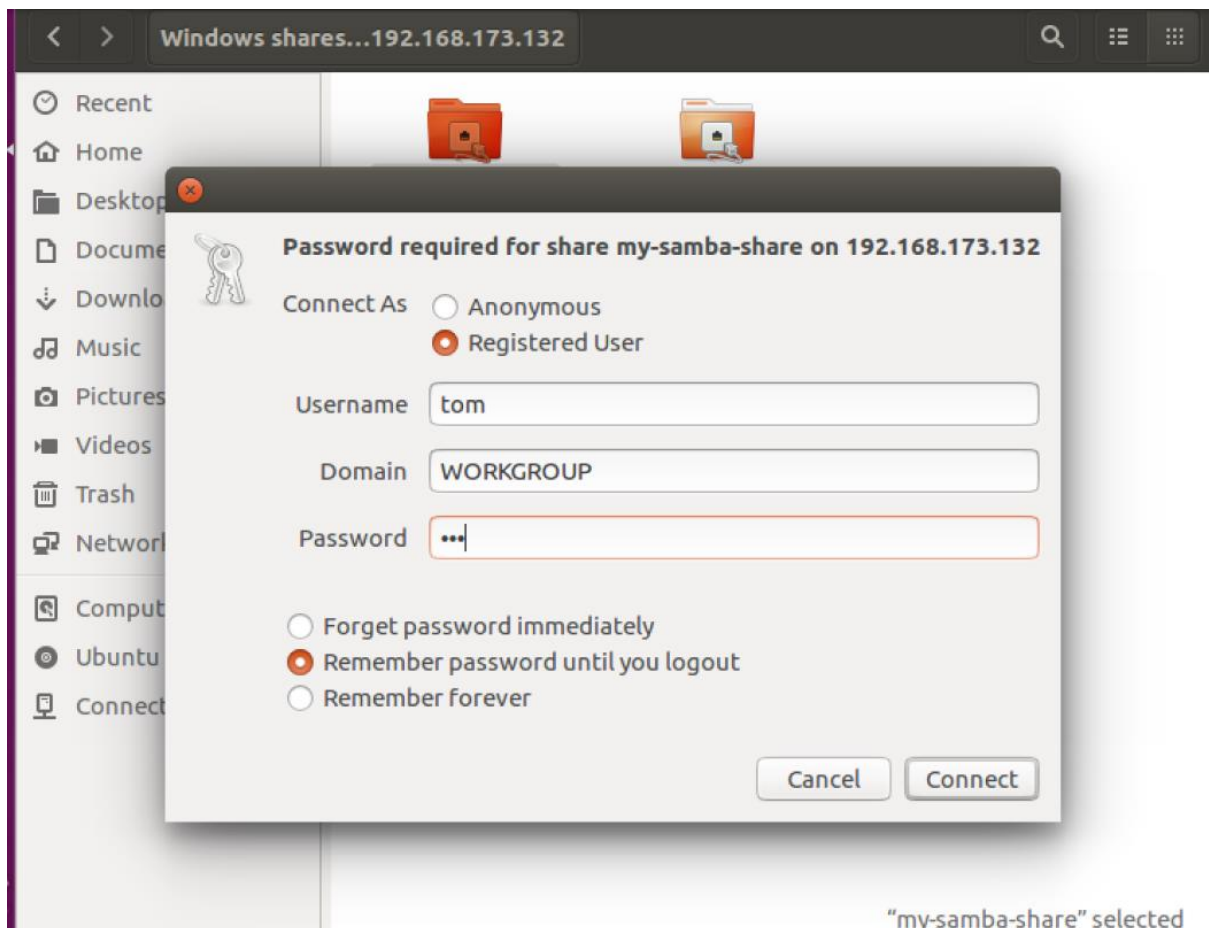 Windows shares...192.168.173.132
Recent
Home
Desktop
Docume
Downlo
Music
Pictures
Videos
Trash
Network
Comput
Ubuntu
Connect
Password required for share my-samba-share on 192.168.173.132
Connect As
Anonymous
Registered User
Username tom
Domain WORKGROUP
Password •••
Forget password immediately
Remember password until you logout
Remember forever
Cancel Connect
“my-samba-share” selected